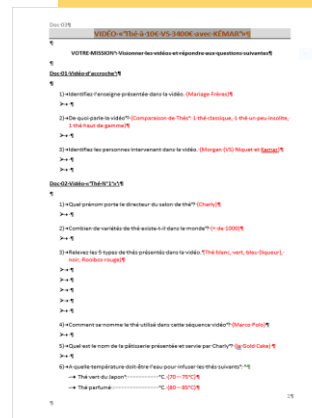 Doc-03¶
VIDÉO·«Thé·à·10€·VS·3400€·avec·KÉMAR"»¶
¶
VOTRE·MISSION°:·Visionner·les·vidéos·et·répondre·aux·questions·suivantes¶
¶
Doc·01·Vidéo·d'accroche°:¶
¶
1)→Identifiez·l'enseigne·présentée·dans·la·vidéo.·(Mariage·Frères)¶
➢→·¶
2)→De·quoi·parle·la·vidéo°?·(Comparaison·de·Thés°:·1·thé·classique,·1·thé·un·peu·insolite,·
1·thé·haut·de·gamme)¶
➢→·¶
3)→Identifiez·les·personnes·intervenant·dans·la·vidéo.·(Morgan·(VS)·Riquet·et·Kemar)¶
➢→·¶
Doc·02·Vidéo·«Thé·N°1"»:¶
¶
1)→Quel·prénom·porte·le·directeur·du·salon·de·thé°?·(Charly)¶
➢→·¶
2)→Combien·de·variétés·de·thé·existe-t-il·dans·le·monde°?·(+·de·1000)¶
➢→·¶
3)→Relevez·les·5·types·de·thés·présentés·dans·la·vidéo.·(Thé·blanc,·vert,·bleu·(liqueur),·
noir,·Rooibos·rouge)¶
➢→·¶
➢→·¶
➢→·¶
➢→·¶
➢→·¶
4)→Comment·se·nomme·le·thé·utilisé·dans·cette·séquence·vidéo°?·(Marco·Polo)¶
➢→·¶
5)→Quel·est·le·nom·de·la·pâtisserie·présentée·et·servie·par·Charly°?·(le·Gold·Cake)·¶
➢→·¶
6)→A·quelle·température·doit-être·l'eau·pour·infuser·les·thés·suivants°:·¶
→ Thé·vert·du·Japon°:·°C.·(70·–·75°C)¶
→ Thé·parfumé·:·°C.·(80·–·85°C)¶